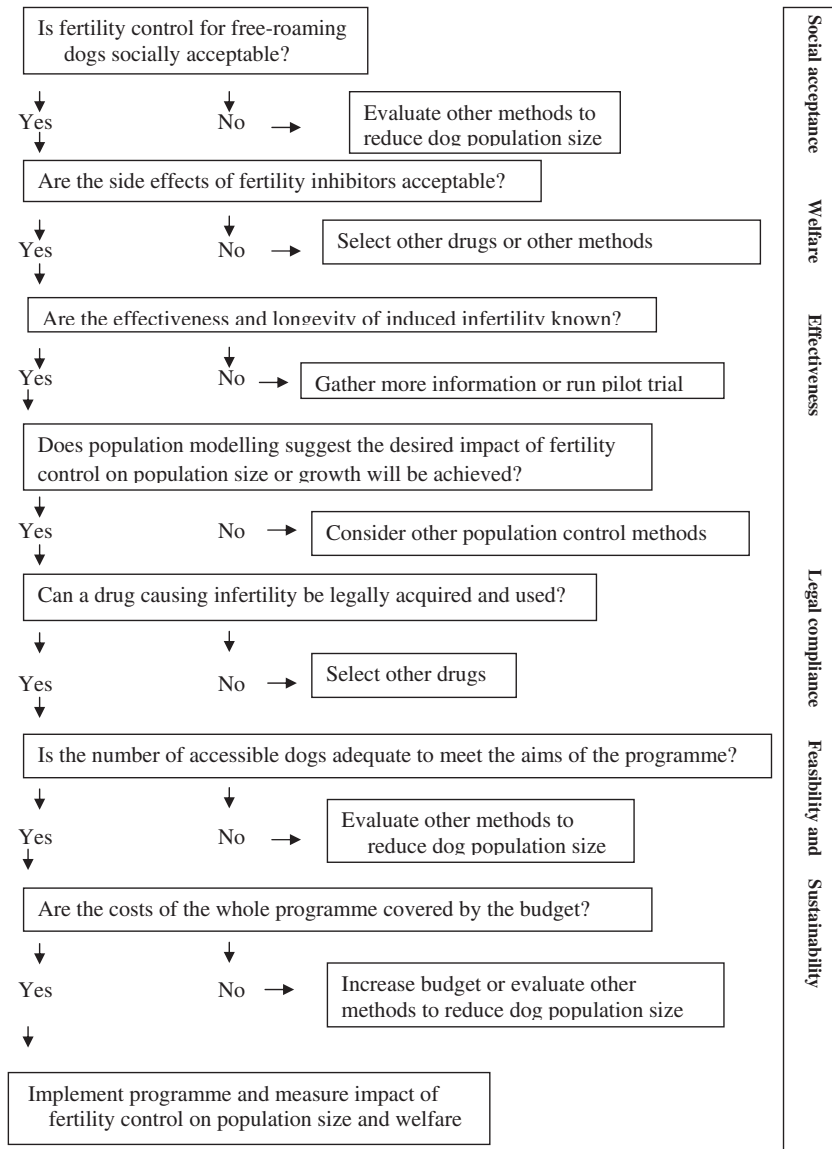 Is fertility control for free-roaming
dogs socially acceptable?
Yes
No
Evaluate other methods to
reduce dog population size
Are the side effects of fertility inhibitors acceptable?
Yes
No
Select other drugs or other methods
Are the effectiveness and longevity of induced infertility known?
Yes
No
Gather more information or run pilot trial
Does population modelling suggest the desired impact of fertility
control on population size or growth will be achieved?
Yes
No
Consider other population control methods
Can a drug causing infertility be legally acquired and used?
Yes
No
Select other drugs
Is the number of accessible dogs adequate to meet the aims of the programme?
Yes
No
Evaluate other methods to
reduce dog population size
Are the costs of the whole programme covered by the budget?
Yes
No
Increase budget or evaluate other
methods to reduce dog population size
Implement programme and measure impact of
fertility control on population size and welfare
Social acceptance
Welfare
Effectiveness
Legal compliance
Feasibility and
Sustainability